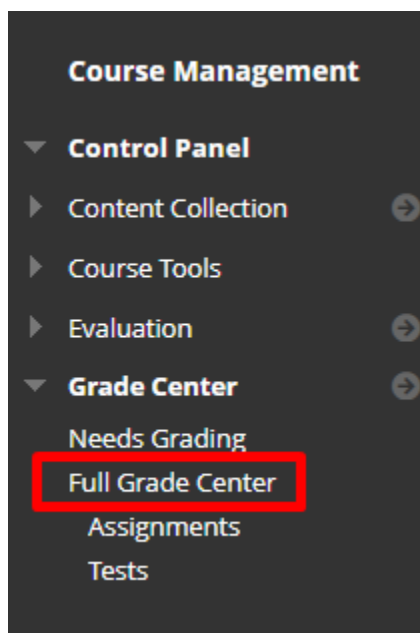 Course Management
Control Panel
Content Collection
Course Tools
Evaluation
Grade Center
Needs Grading
Full Grade Center
Assignments
Tests